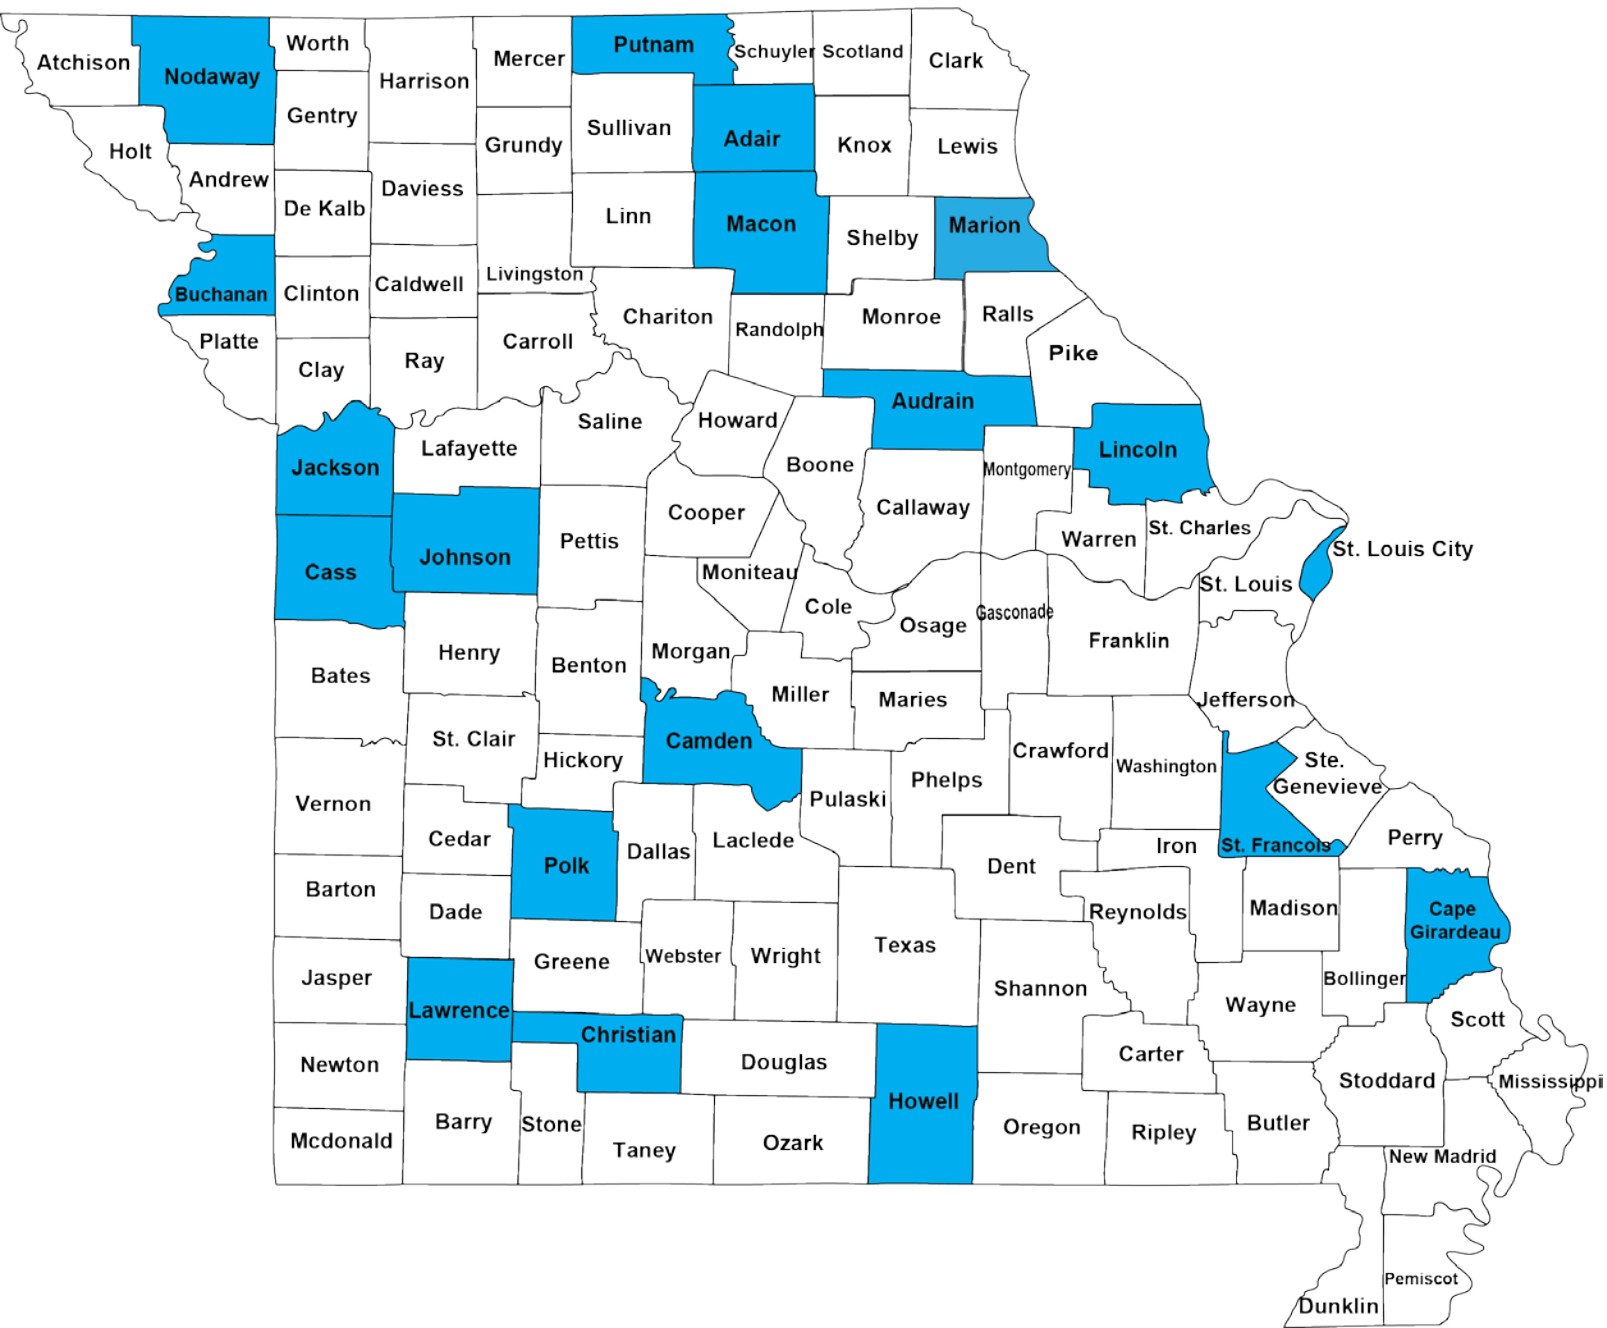 Atchison
Nodaway
Worth
Harrison
Mercer
Putnam
Schuyler
Scotland
Clark
Gentry
Holt
Andrew
De Kalb
Daviess
Grundy
Sullivan
Adair
Knox
Lewis
Linn
Macon
Shelby
Marion
Buchanan
Clinton
Caldwell
Livingston
Chariton
Randolph
Monroe
Ralls
Pike
Platte
Clay
Ray
Carroll
Saline
Howard
Audrain
Lincoln
Jackson
Lafayette
Boone
Montgomery
Callaway
Cooper
Warren
St. Charles
St. Louis City
St. Louis
Cass
Johnson
Pettis
Moniteau
Cole
Osage
Gasconade
Franklin
Jefferson
Bates
Henry
Benton
Morgan
Miller
Maries
St. Clair
Hickory
Camden
Pulaski
Phelps
Crawford
Washington
Ste.
Genevieve
St. Francois
Perry
Vernon
Cedar
Polk
Dallas
Laclede
Dent
Iron
Barton
Dade
Greene
Webster
Wright
Texas
Shannon
Reynolds
Madison
Bollinger
Cape
Girardeau
Jasper
Lawrence
Christian
Douglas
Howell
Carter
Wayne
Scott
Newton
Barry
Stone
Taney
Ozark
Oregon
Ripley
Butler
Stoddard
Mississippi
Mcdonald
New Madrid
Pemiscot
Dunklin